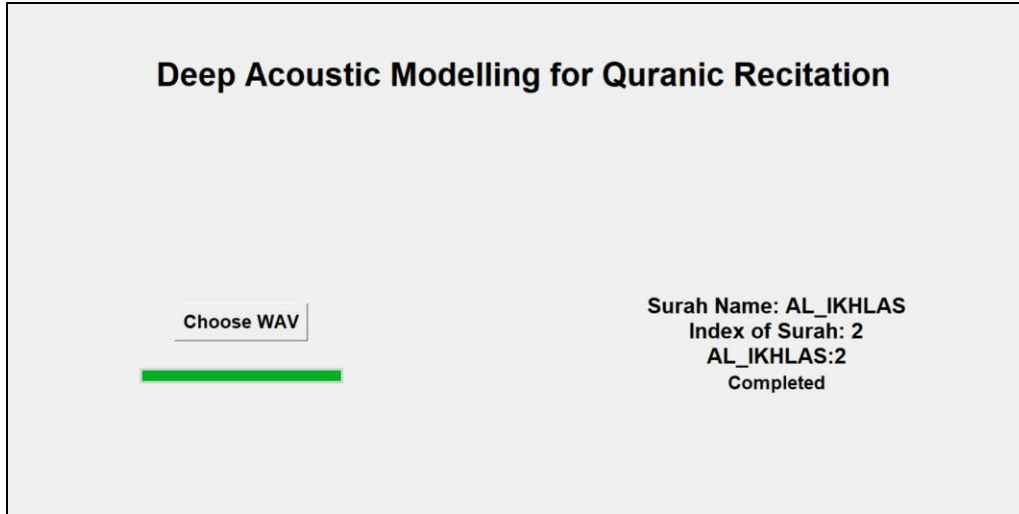 Deep Acoustic Modelling for Quranic Recitation
Choose WAV
Surah Name: AL_IKHLAS
Index of Surah: 2
AL_IKHLAS:2
Completed